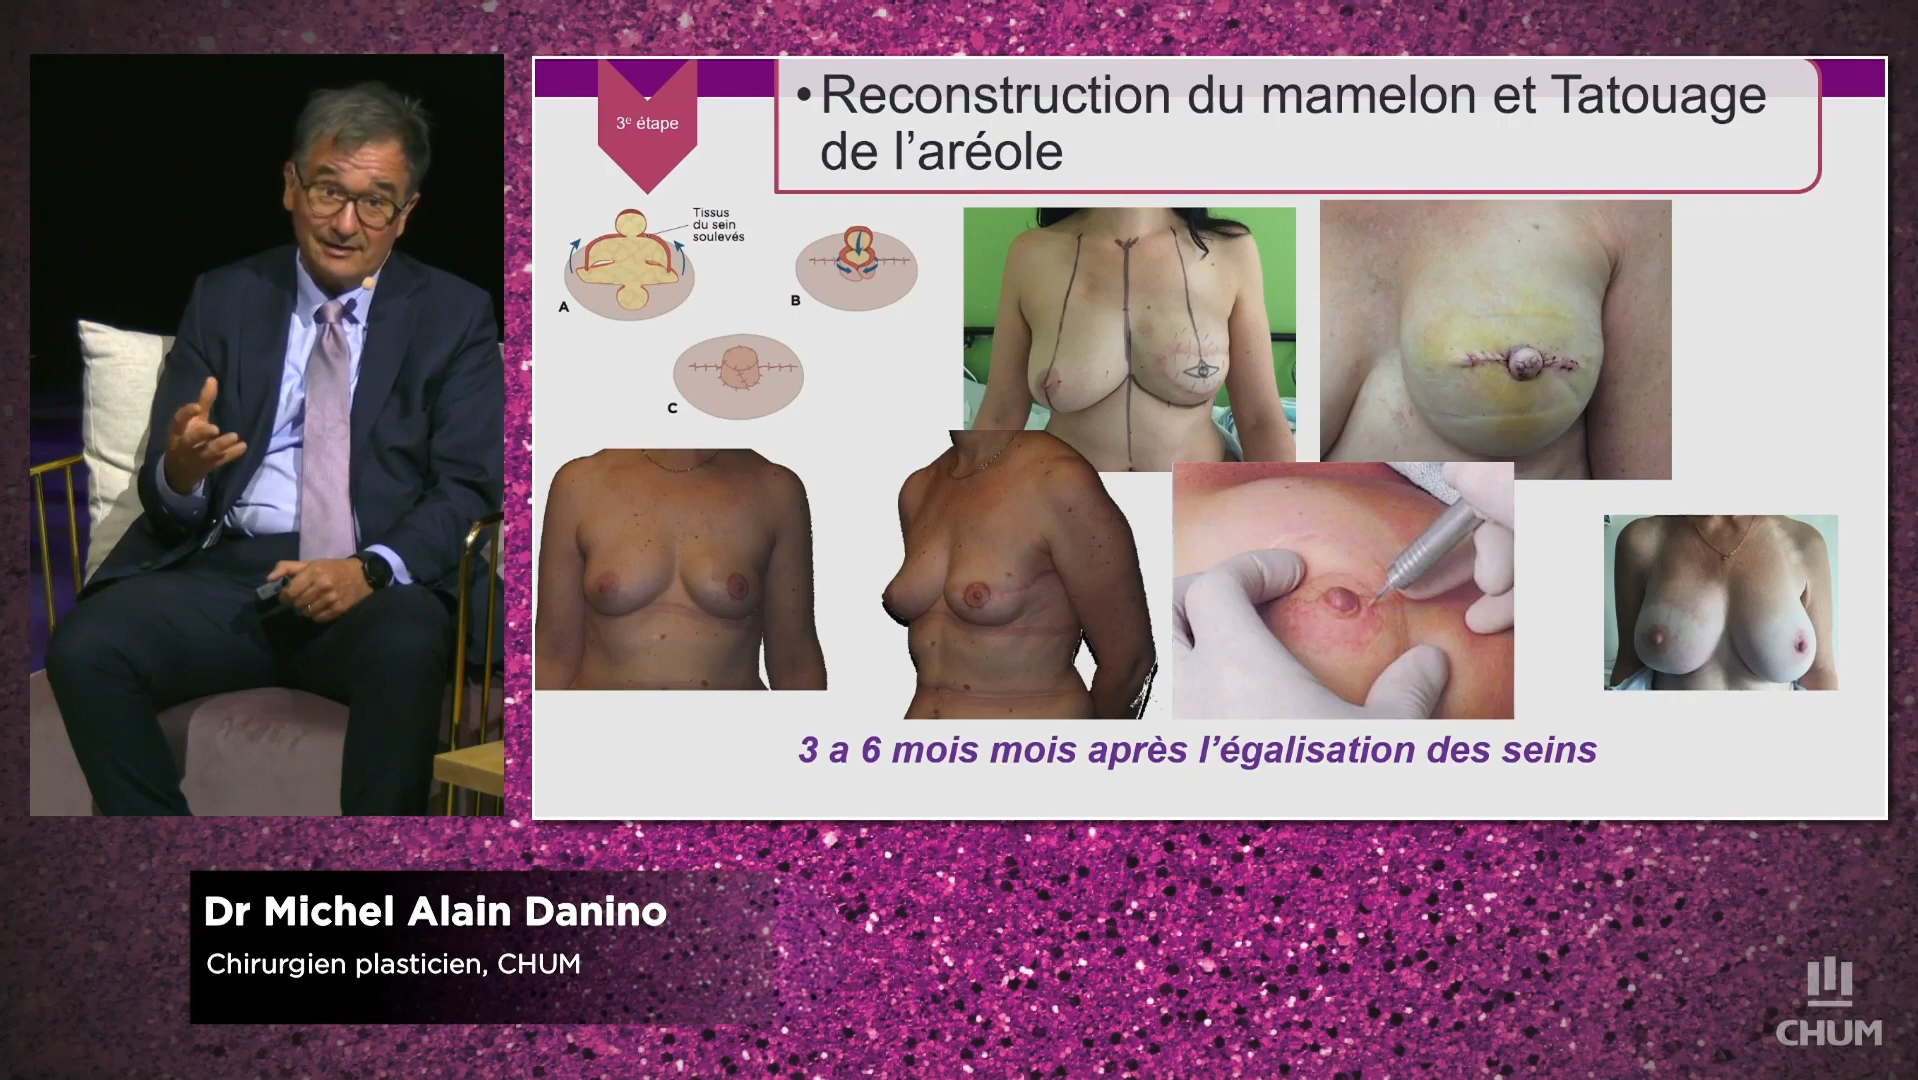 3e étape
• Reconstruction du mamelon et Tatouage
de l’aréole
Tissus
du sein
soulevés
A
B
C
3 a 6 mois mois après l’égalisation des seins
Dr Michel Alain Danino
Chirurgien plasticien, CHUM
CHUM